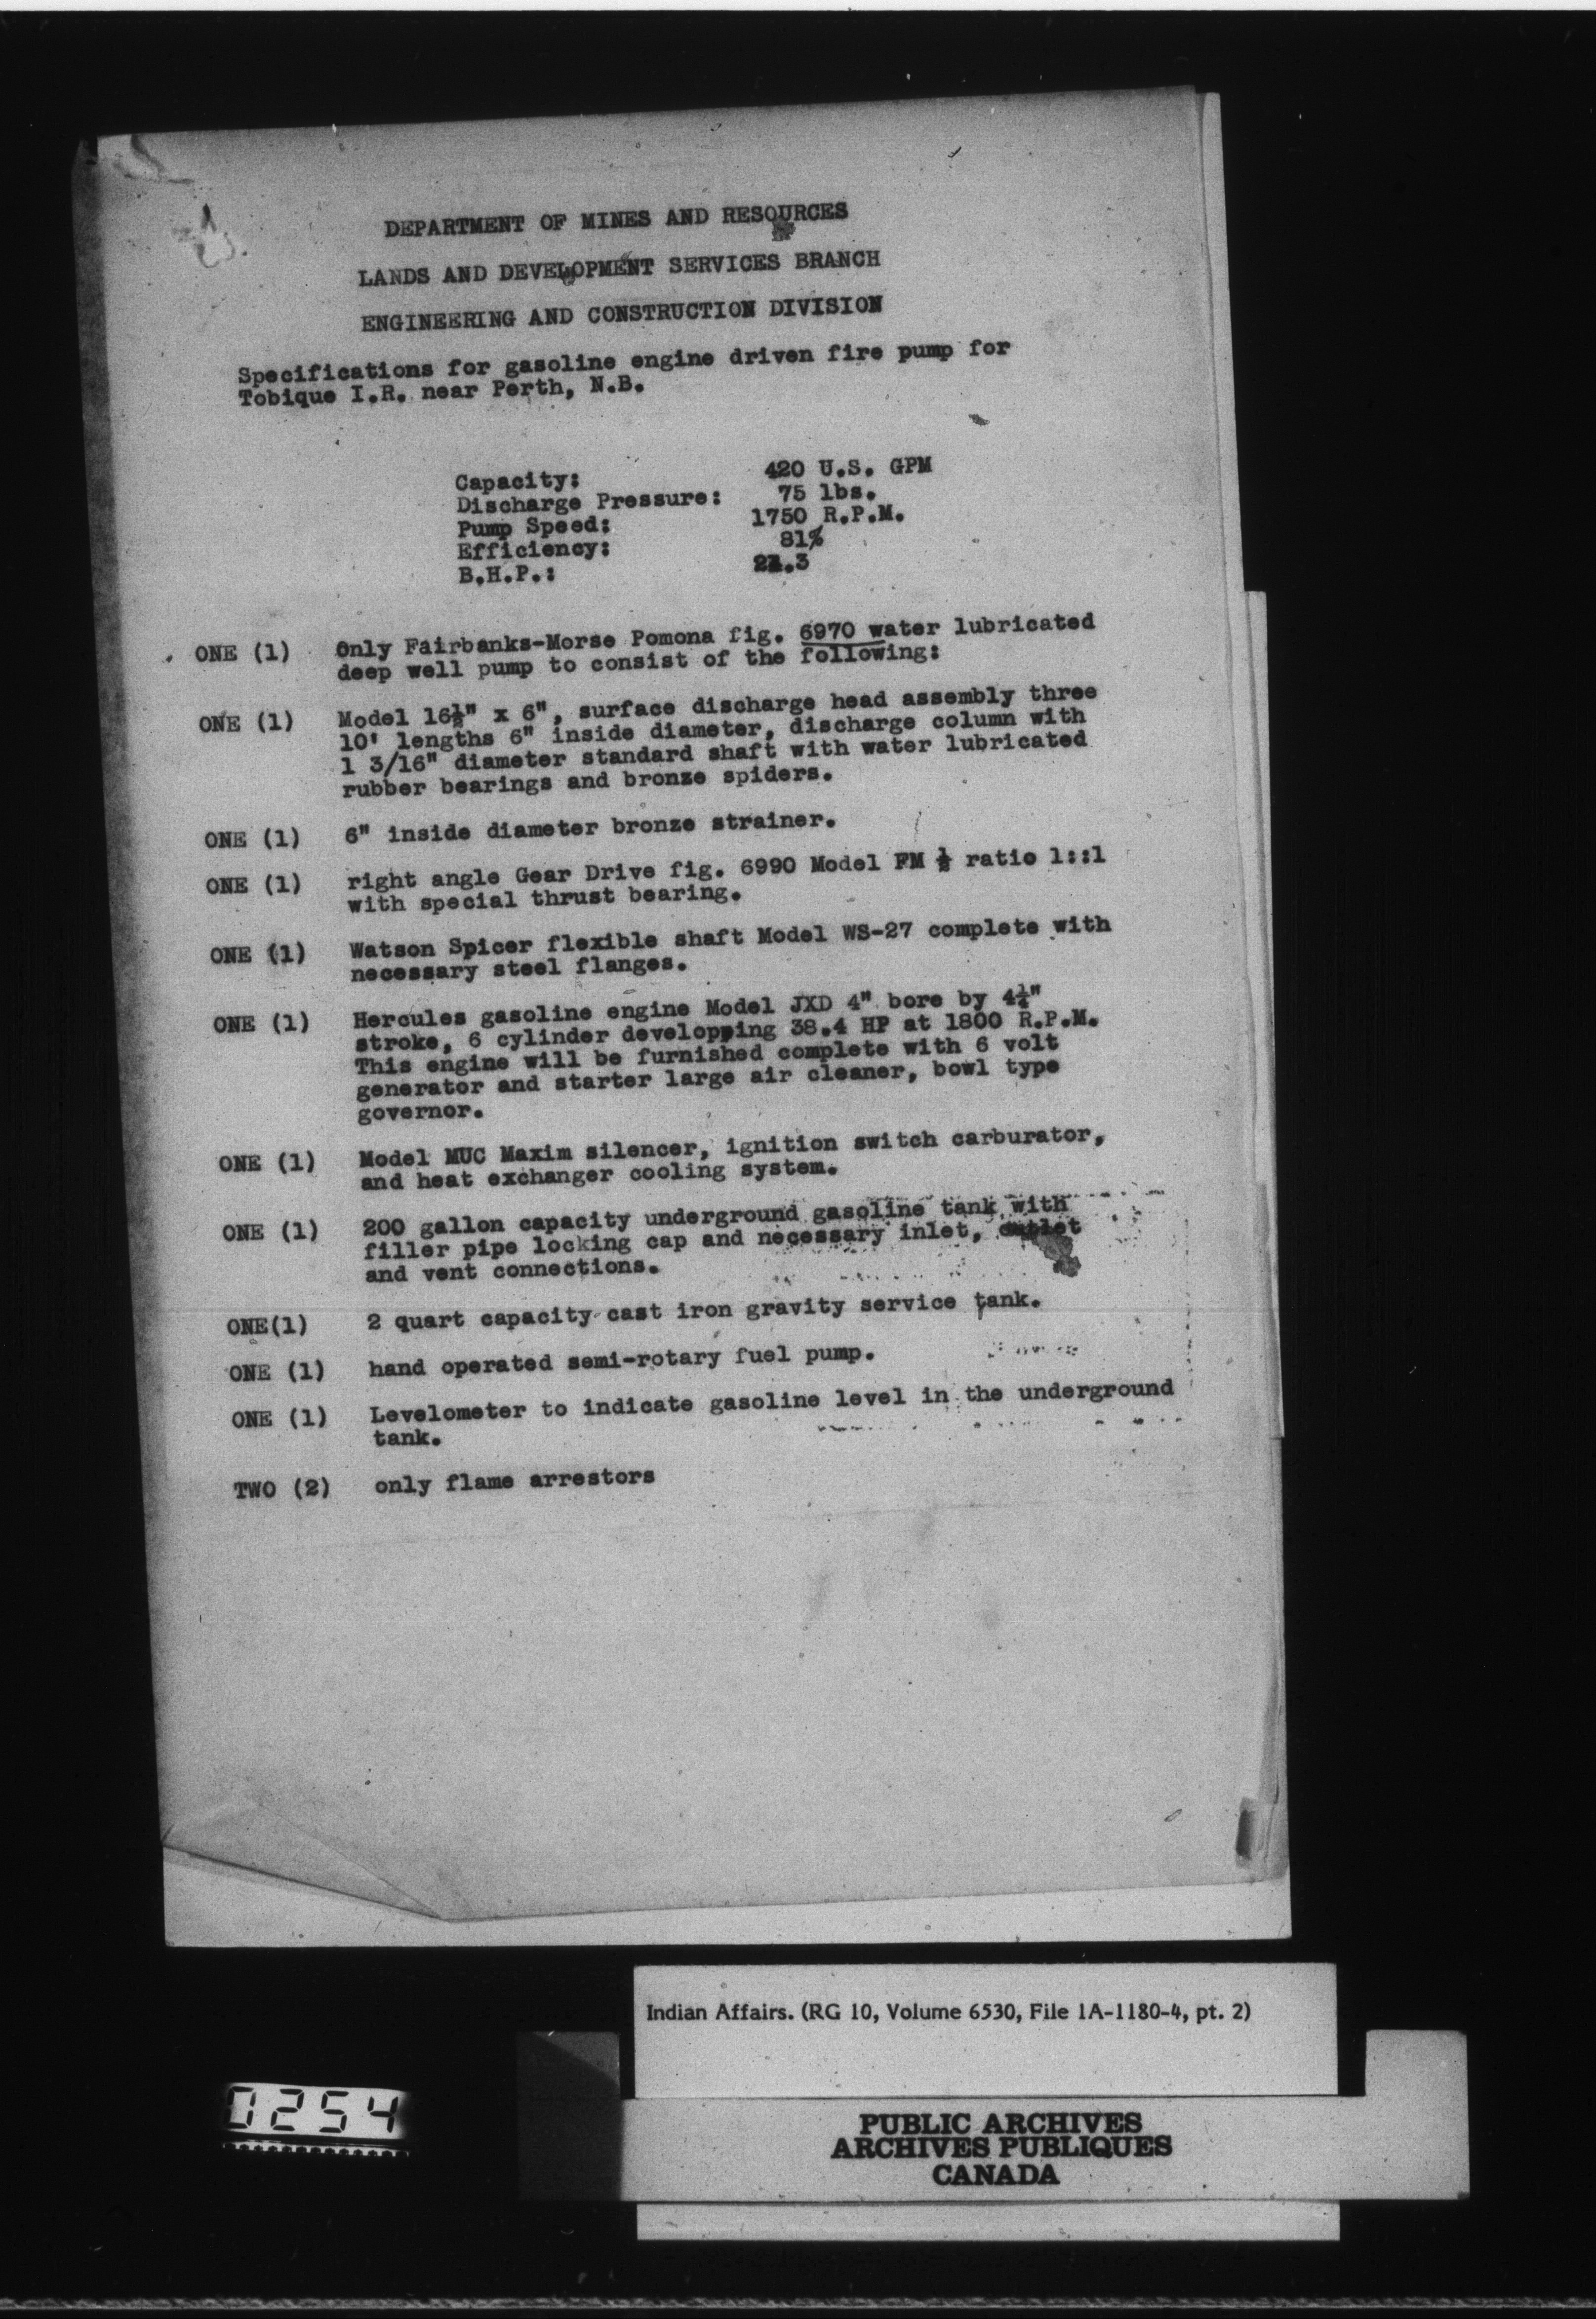 DEPARTMENT OF MINES AND RESOURCES
LANDS AND DEVELOPMENT SERVICES BRANCH
ENGINEERING AND CONSTRUCTION DIVISION
Specifications for gasoline engine driven fire pump for
Tobique I.R. near Perth, N.B.
Capacity: 420 U.S. GPM
Discharge Pressure: 75 lbs.
Pump Speed: 1750 R.P.M.
Efficiency: 81%
B.H.P.:
ONE (1) Only Fairbanks-Morse Pomona fig. 6970 water lubricated
deep well pump to consist of the following:
ONE (1) Model 16½" x 6", surface discharge head assembly three
10' lengths 6" inside diameter, discharge column with
1 3/16" diameter standard shaft with water lubricated
rubber bearings and bronze spiders.
ONE (1) 6" inside diameter bronze strainer.
ONE (1) right angle Gear Drive fig. 6990 Model FM ½ ratio 1::1
with special thrust bearing.
ONE (1) Watson Spicer flexible shaft Model WS-27 complete with
necessary steel flanges.
ONE (1) Hercules gasoline engine Model JXD 4" bore by 4¼"
stroke, 6 cylinder developping 38.4 HP at 1800 R.P.M.
This engine will be furnished complete with 6 volt
generator and starter large air cleaner, bowl type
governor.
ONE (1) Model MUC Maxim silencer, ignition switch carburator,
and heat exchanger cooling system.
ONE (1) 200 gallon capacity underground gasoline tank with
filler pipe locking cap and necessary inlet, outlet
and vent connections.
ONE(1) 2 quart capacity cast iron gravity service tank.
ONE (1) hand operated semi-rotary fuel pump.
ONE (1) Levelometer to indicate gasoline level in the underground
tank.
TWO (2) only flame arrestors
Indian Affairs. (RG 10, Volume 6530, File 1A-1180-4, pt. 2)
0254
PUBLIC ARCHIVES
ARCHIVES PUBLIQUES
CANADA